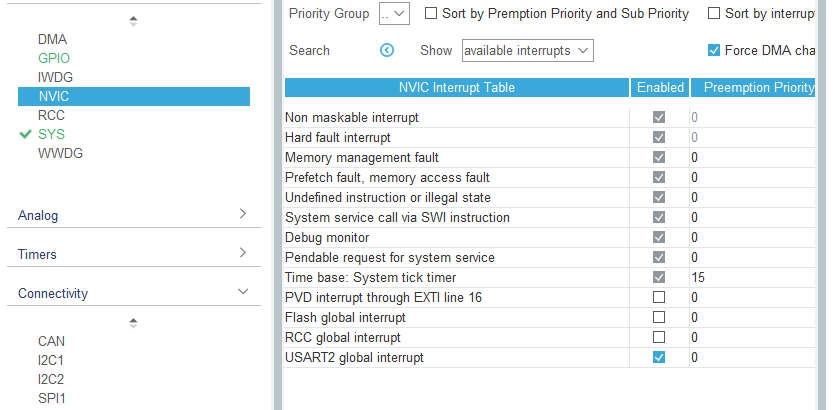 DMA
GPIO
IWDG
NVIC
RCC
SYS
WWDG
Analog
Timers
Connectivity
CAN
I2C1
I2C2
SPI1
Priority Group .. Sort by Premption Priority and Sub Priority Sort by interrup
Search Show available interrupts Force DMA cha
NVIC Interrupt Table Enabled Preemption Priority
Non maskable interrupt 0
Hard fault interrupt 0
Memory management fault 0
Prefetch fault, memory access fault 0
Undefined instruction or illegal state 0
System service call via SWI instruction 0
Debug monitor 0
Pendable request for system service 0
Time base: System tick timer 15
PVD interrupt through EXTI line 16 0
Flash global interrupt 0
RCC global interrupt 0
USART2 global interrupt 0